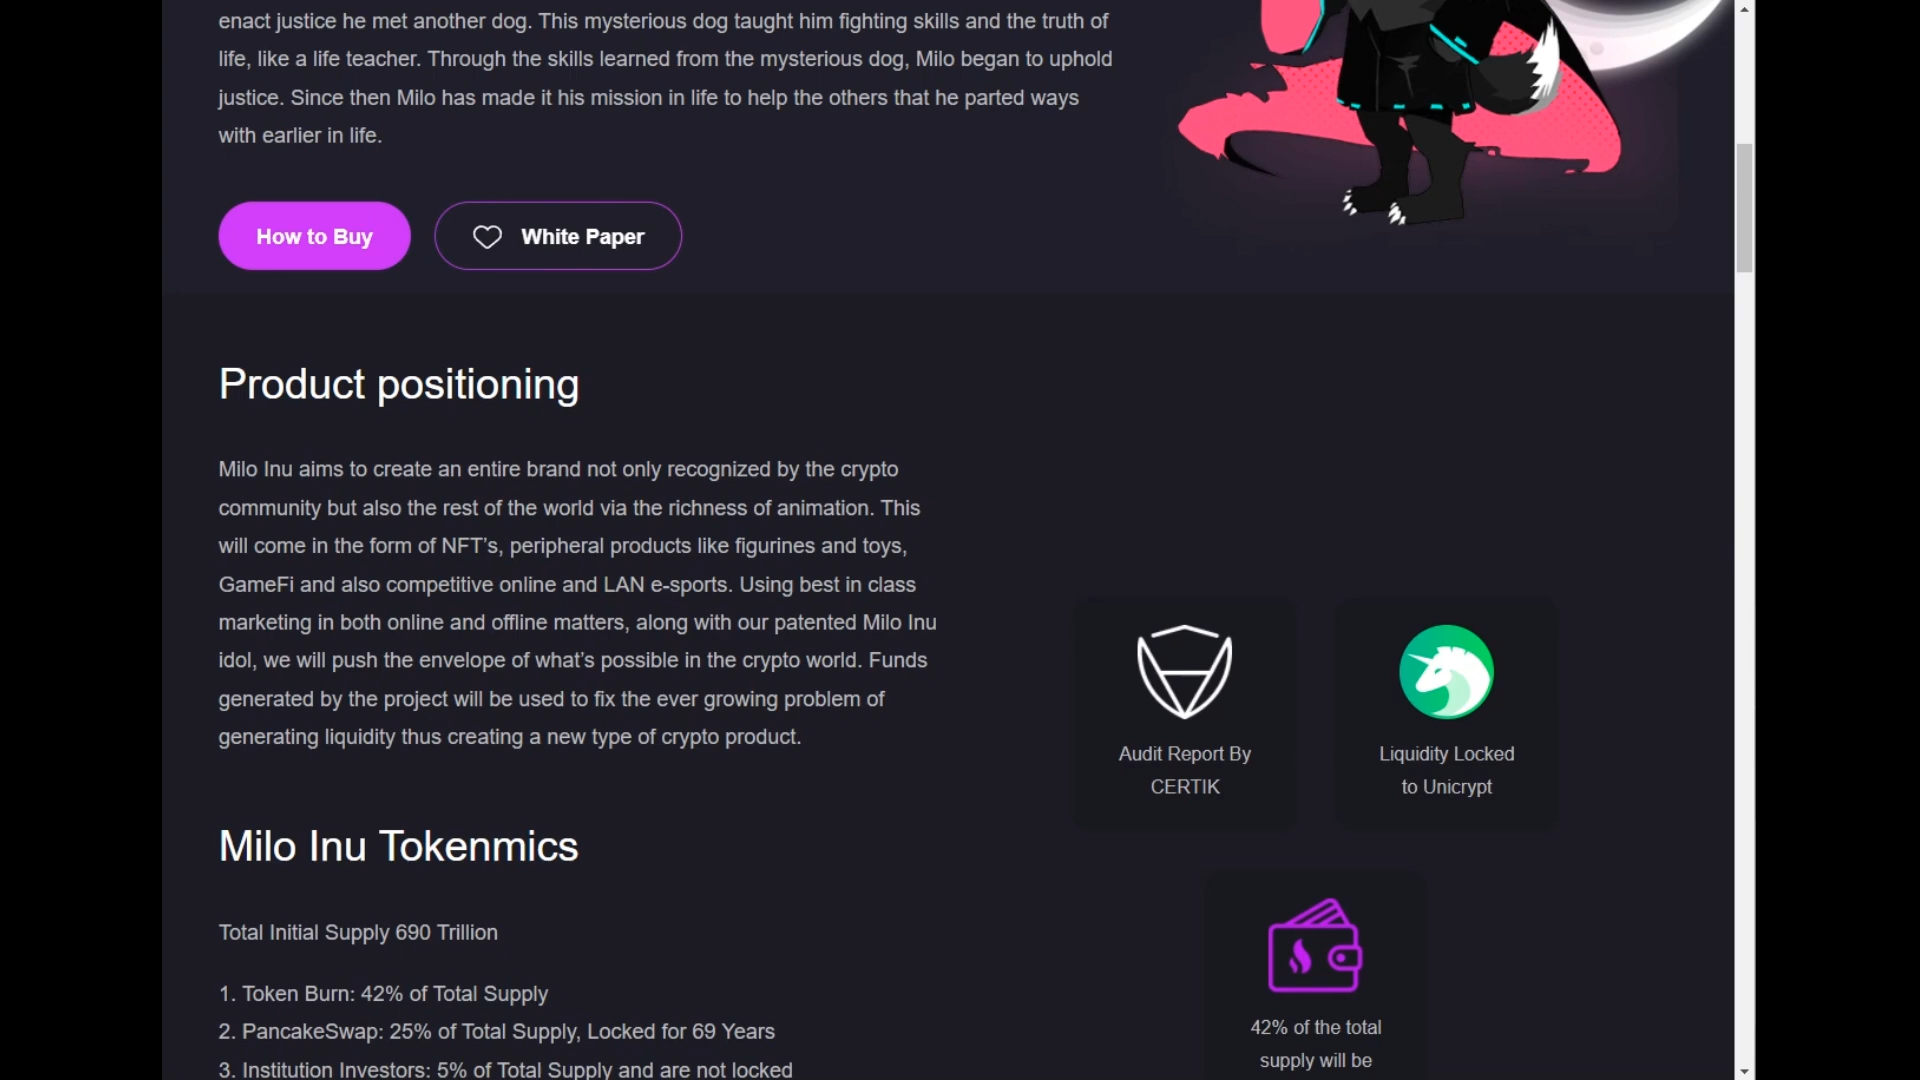 enact justice he met another dog. This mysterious dog taught him fighting skills and the truth of
life, like a life teacher. Through the skills learned from the mysterious dog, Milo began to uphold
justice. Since then Milo has made it his mission in life to help the others that he parted ways
with earlier in life.
How to Buy
White Paper
Product positioning
Milo Inu aims to create an entire brand not only recognized by the crypto
community but also the rest of the world via the richness of animation. This
will come in the form of NFT’s, peripheral products like figurines and toys,
GameFi and also competitive online and LAN e-sports. Using best in class
marketing in both online and offline matters, along with our patented Milo Inu
idol, we will push the envelope of what’s possible in the crypto world. Funds
generated by the project will be used to fix the ever growing problem of
generating liquidity thus creating a new type of crypto product.
Milo Inu Tokenmics
Total Initial Supply 690 Trillion
1. Token Burn: 42% of Total Supply
2. PancakeSwap: 25% of Total Supply, Locked for 69 Years
3. Institution Investors: 5% of Total Supply and are not locked
Audit Report By
CERTIK
Liquidity Locked
to Unicrypt
42% of the total
supply will be